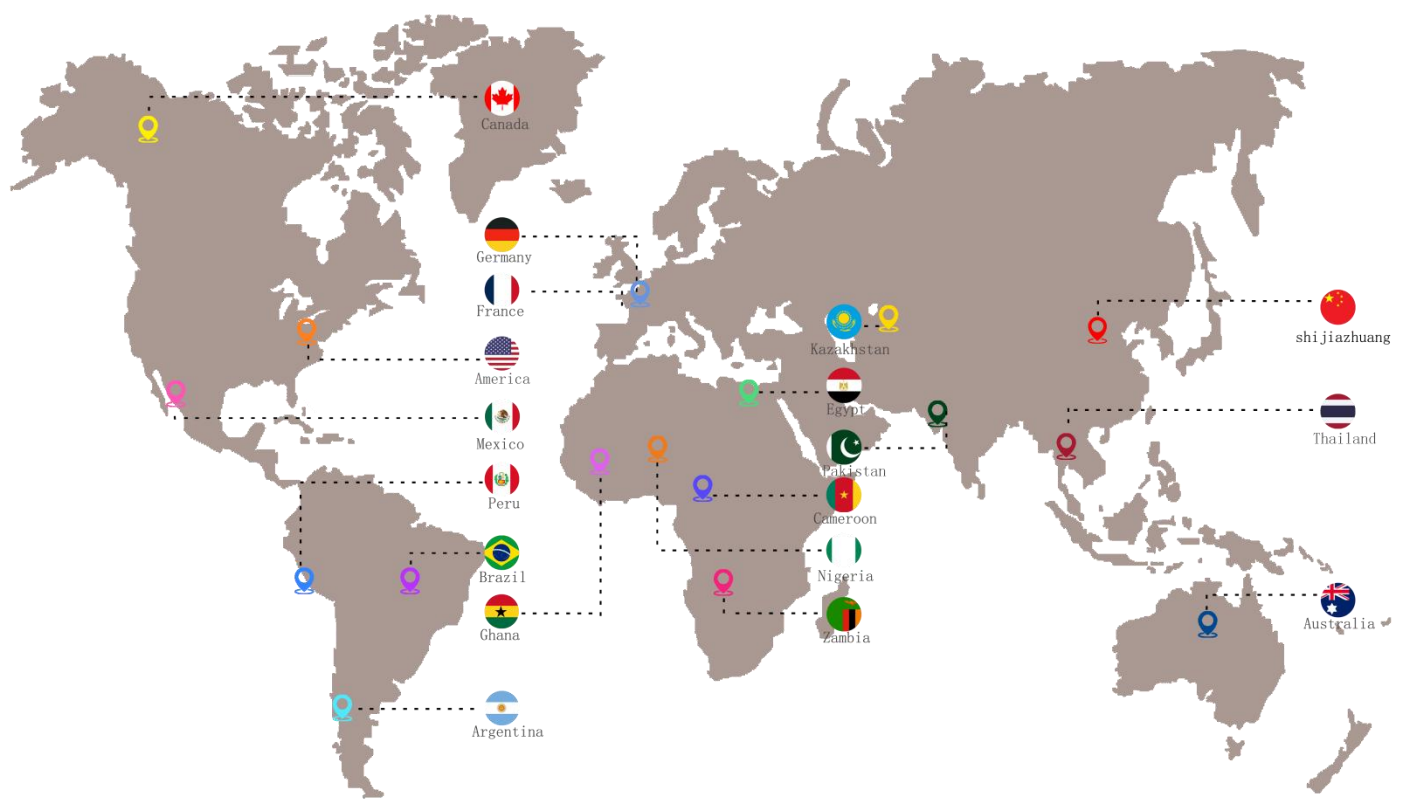 Canada
Germany
France
America
Mexico
Peru
Brazil
Ghana
Argentina
Kazakhstan
Egypt
Pakistan
Cameroon
Nigeria
Zambia
shijiazhuang
Thailand
Australia